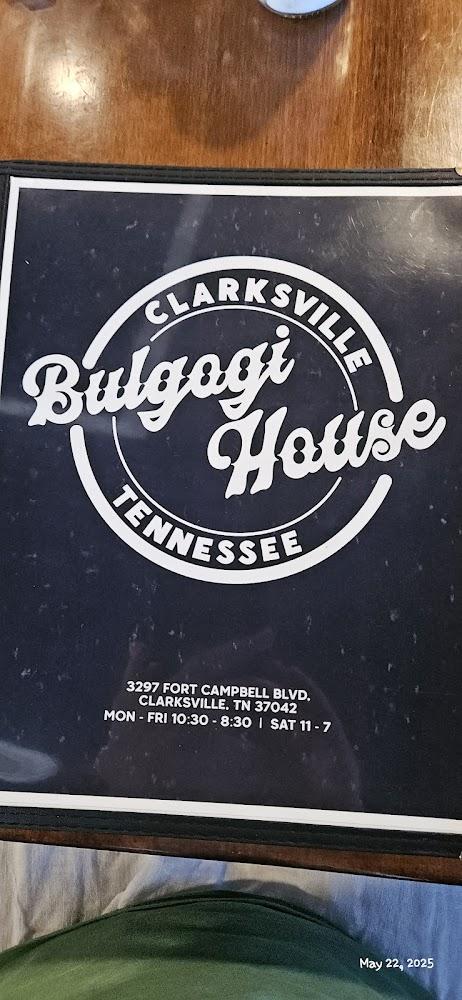 CLARKSVILLE
Bulgogi
House
TENNESSEE
3297 FORT CAMPBELL BLVD.
CLARKSVILLE, TN 37042
MON - FRI 10:30 - 8:30 | SAT 11 - 7
May 22, 2025